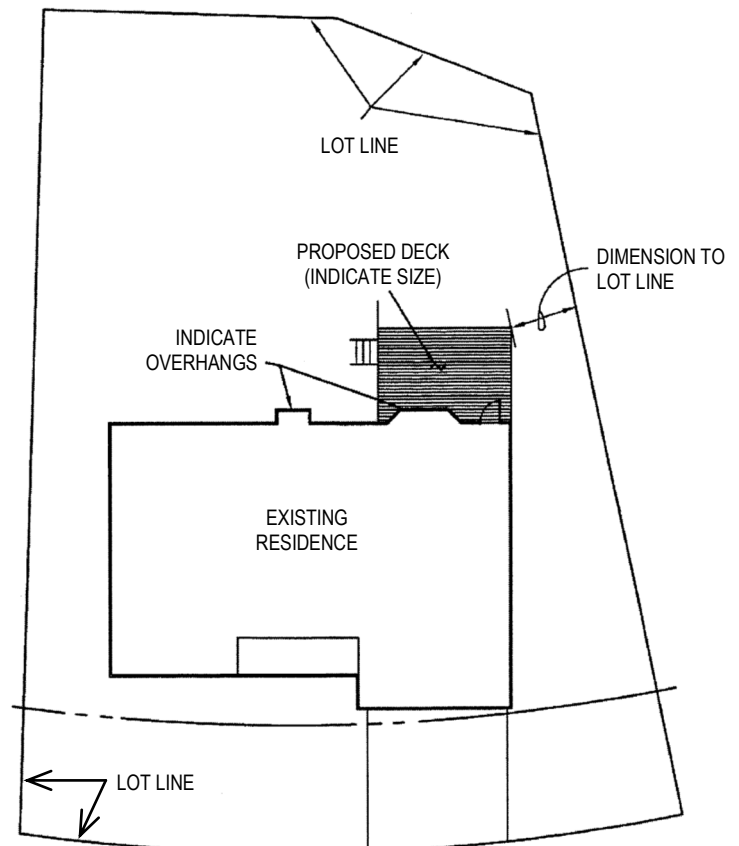 LOT LINE
PROPOSED DECK
(INDICATE SIZE)
DIMENSION TO
LOT LINE
INDICATE
OVERHANGS
EXISTING
RESIDENCE
LOT LINE